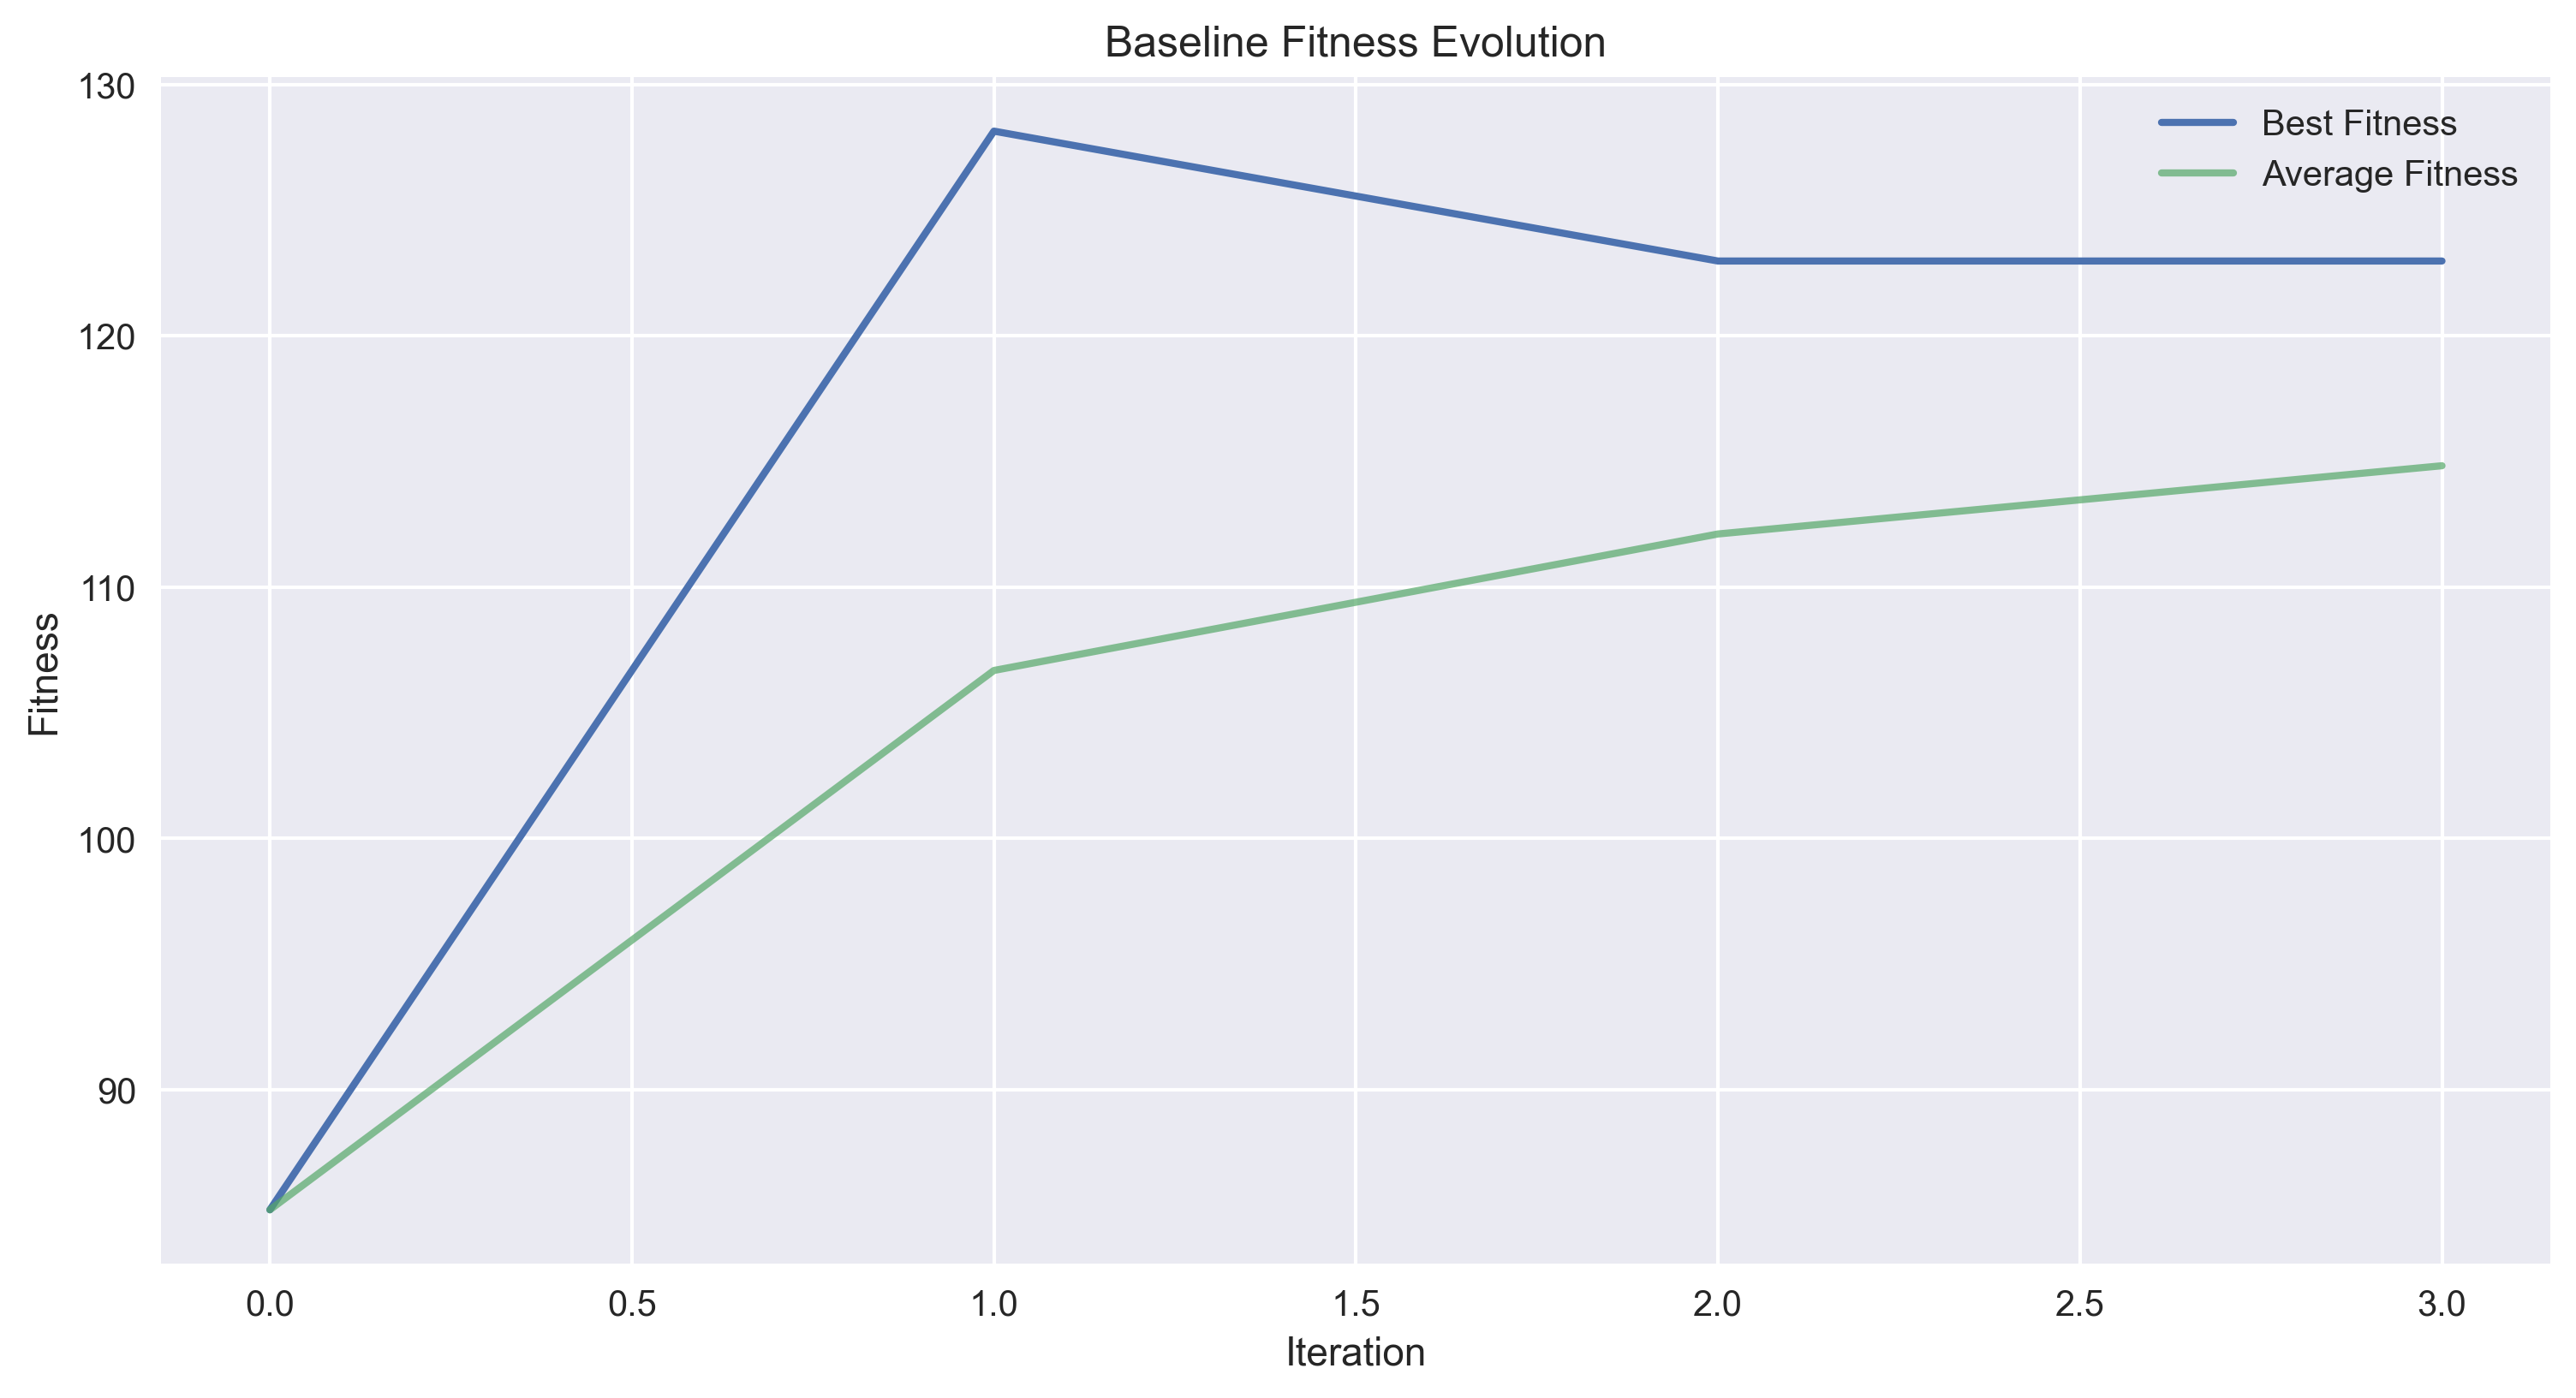 Baseline Fitness Evolution
130
120
110
100
90
Fitness
Best Fitness
Average Fitness
0.0 0.5 1.0 1.5 2.0 2.5 3.0
Iteration